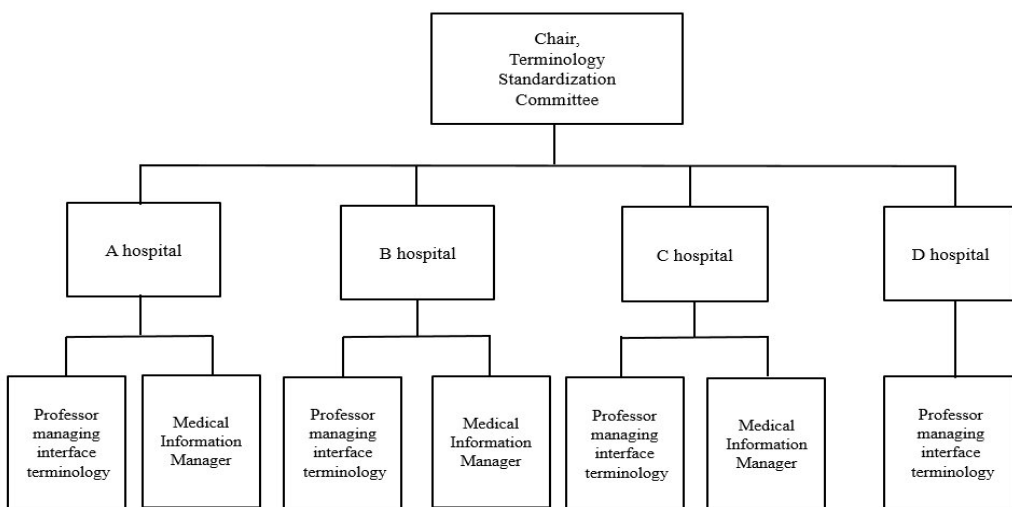 Chair,
Terminology
Standardization
Committee
A hospital
B hospital
C hospital
D hospital
Professor
managing
interface
terminology
Medical
Information
Manager
Professor
managing
interface
terminology
Medical
Information
Manager
Professor
managing
interface
terminology
Medical
Information
Manager
Professor
managing
interface
terminology